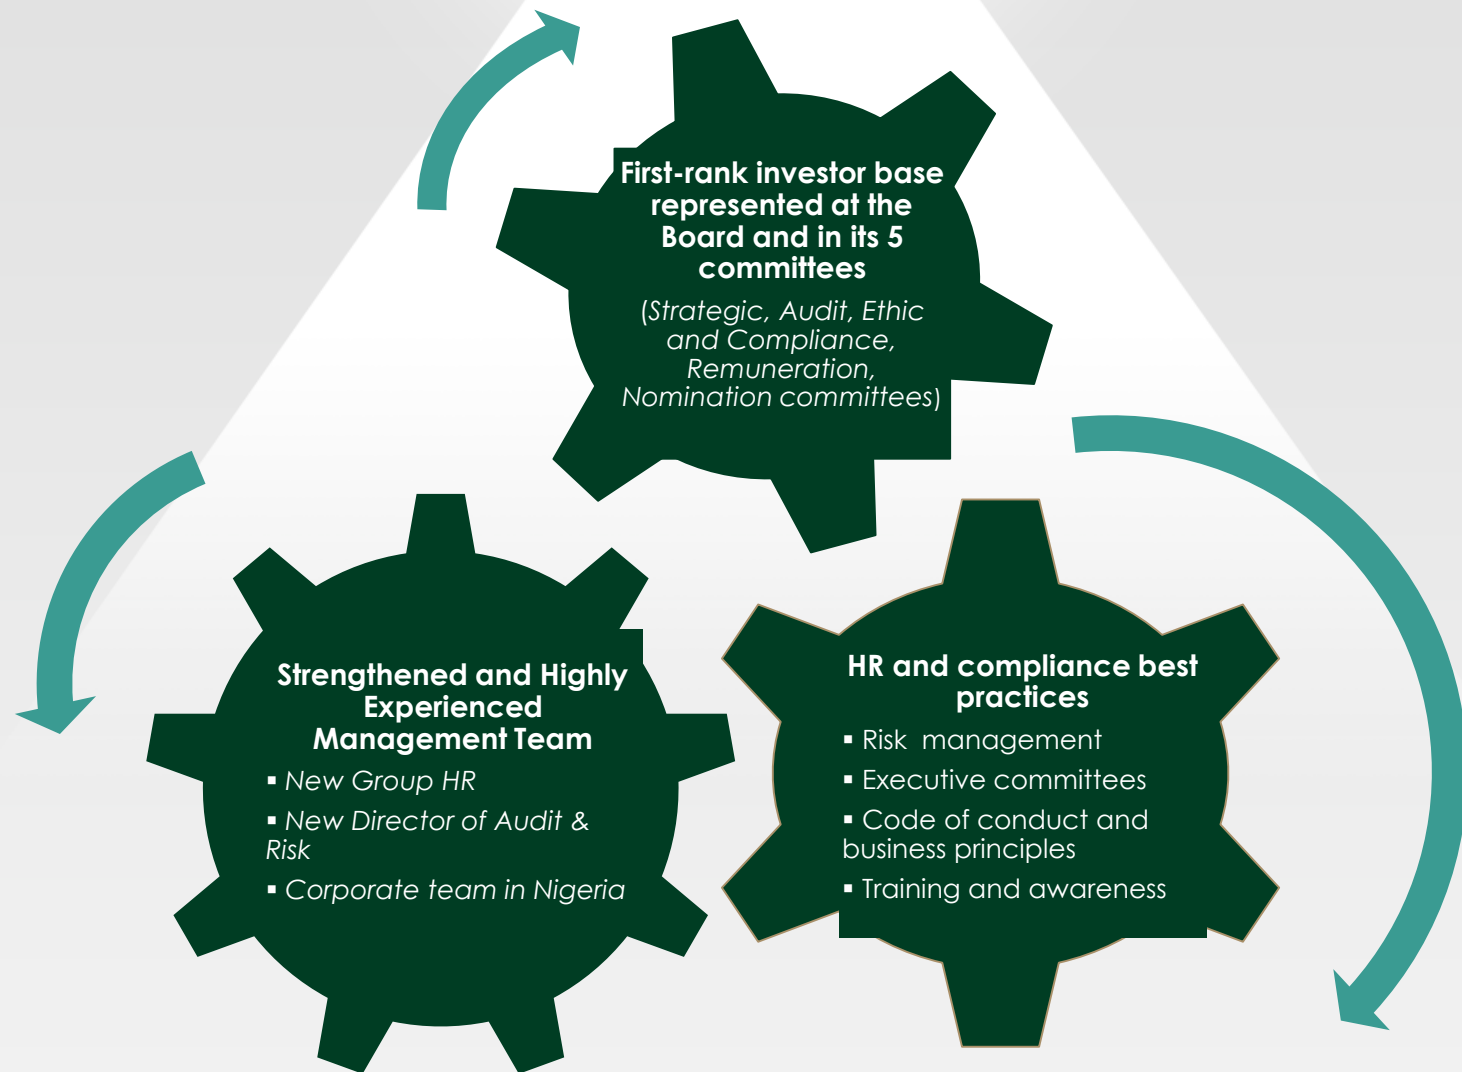 First-rank investor base
represented at the
Board and in its 5
committees
(Strategic, Audit, Ethic
and Compliance,
Remuneration,
Nomination committees)
Strengthened and Highly
Experienced
Management Team
▪ New Group HR
▪ New Director of Audit &
Risk
▪ Corporate team in Nigeria
HR and compliance best
practices
▪ Risk  management
▪ Executive committees
▪ Code of conduct and
business principles
▪ Training and awareness